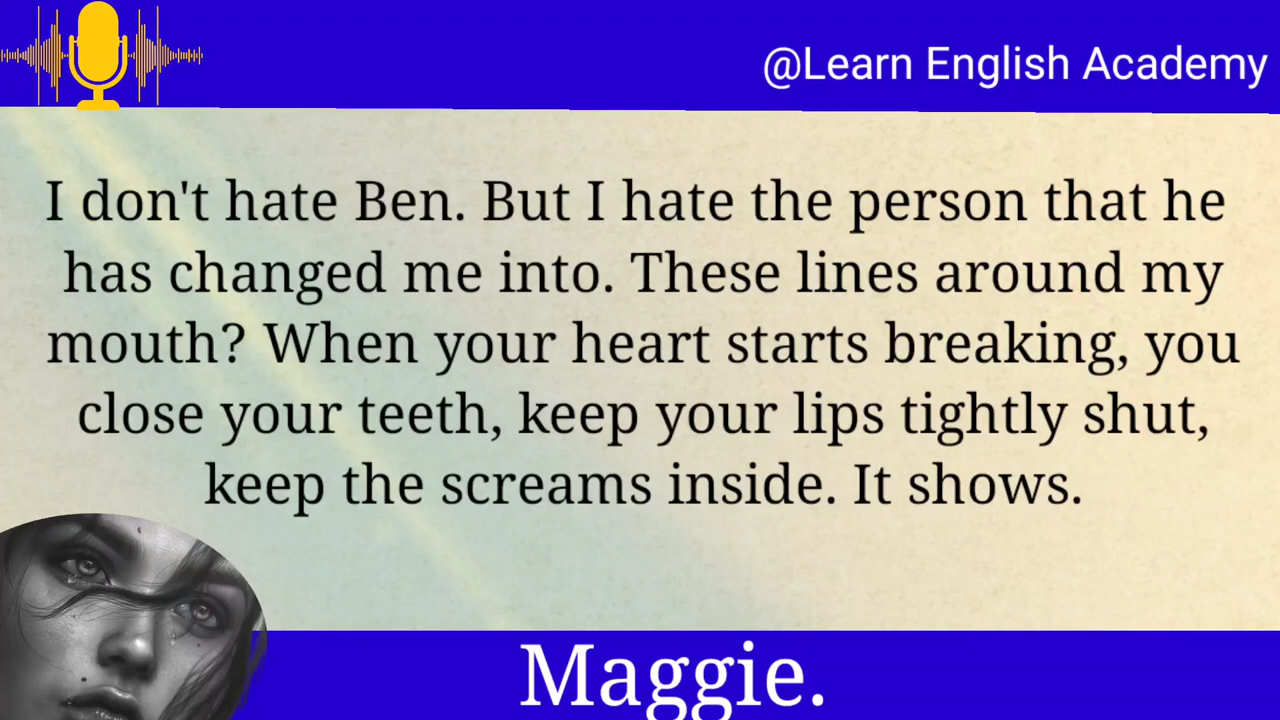 @Learn English Academy
I don't hate Ben. But I hate the person that he
has changed me into. These lines around my
mouth? When your heart starts breaking, you
close your teeth, keep your lips tightly shut,
keep the screams inside. It shows.
Maggie.